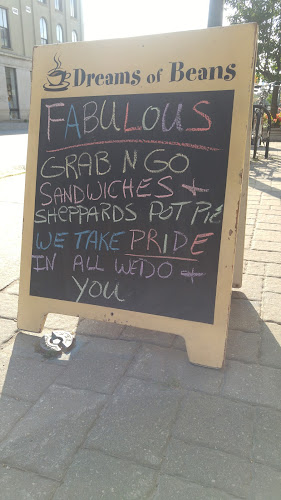 Dreams of Beans
FABULOUS
GRAB N GO
SANDWICHES +
SHEPPARDS POT PIE
WE TAKE PRIDE
IN ALL WE DO +
YOU